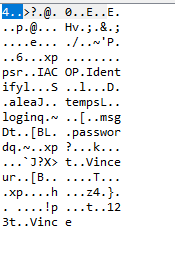 4..>?.@. 0..E..E.
..p.@... Hv.;.&.;
....e... ./..~'P.
..6...xp ........
psr..IAC OP.Ident
ifyl...S ..l...D.
.aleaJ.. tempsL..
loginq.~ ..[..msg
Dt..[BL. .passwor
dq.~..xp ?...k...
...`J?X> t..Vince
ur..[B.. ....T...
.xp....h ...z4.}.
.. ....!p ...t..12
3t..Vinc e